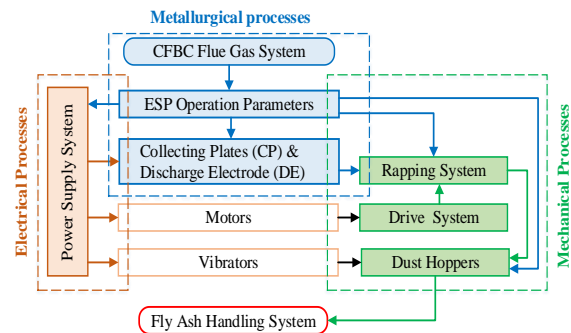 Metallurgical processes
CFBC Flue Gas System
ESP Operation Parameters
Collecting Plates (CP) &
Discharge Electrode (DE)
Rapping System
Motors
Drive System
Vibrators
Dust Hoppers
Fly Ash Handling System
Electrical Processes
Power Supply System
Mechanical Processes